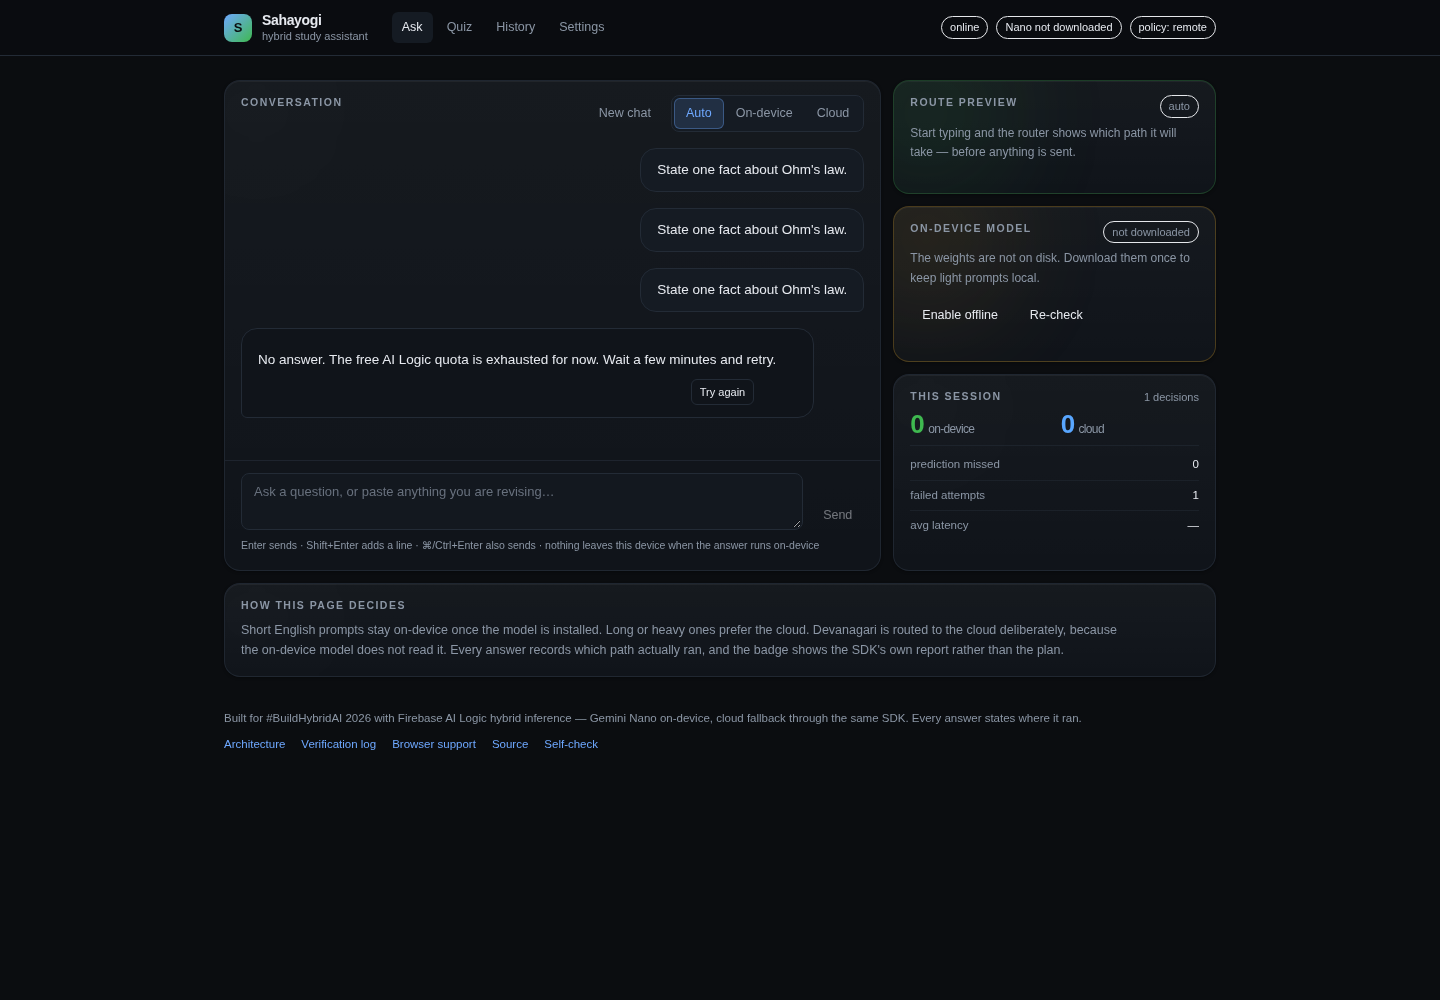 S
Sahayogi
hybrid study assistant
Ask
Quiz
History
Settings
online
Nano not downloaded
policy: remote
CONVERSATION
New chat
Auto
On-device
Cloud
State one fact about Ohm's law.
State one fact about Ohm's law.
State one fact about Ohm's law.
No answer. The free AI Logic quota is exhausted for now. Wait a few minutes and retry.
Try again
Ask a question, or paste anything you are revising…
Send
Enter sends · Shift+Enter adds a line · ⌘/Ctrl+Enter also sends · nothing leaves this device when the answer runs on-device
ROUTE PREVIEW
auto
Start typing and the router shows which path it will
take — before anything is sent.
ON-DEVICE MODEL
not downloaded
The weights are not on disk. Download them once to
keep light prompts local.
Enable offline
Re-check
THIS SESSION
1 decisions
0 on-device
0 cloud
prediction missed 0
failed attempts 1
avg latency —
HOW THIS PAGE DECIDES
Short English prompts stay on-device once the model is installed. Long or heavy ones prefer the cloud. Devanagari is routed to the cloud deliberately, because
the on-device model does not read it. Every answer records which path actually ran, and the badge shows the SDK's own report rather than the plan.
Built for #BuildHybridAI 2026 with Firebase AI Logic hybrid inference — Gemini Nano on-device, cloud fallback through the same SDK. Every answer states where it ran.
Architecture
Verification log
Browser support
Source
Self-check